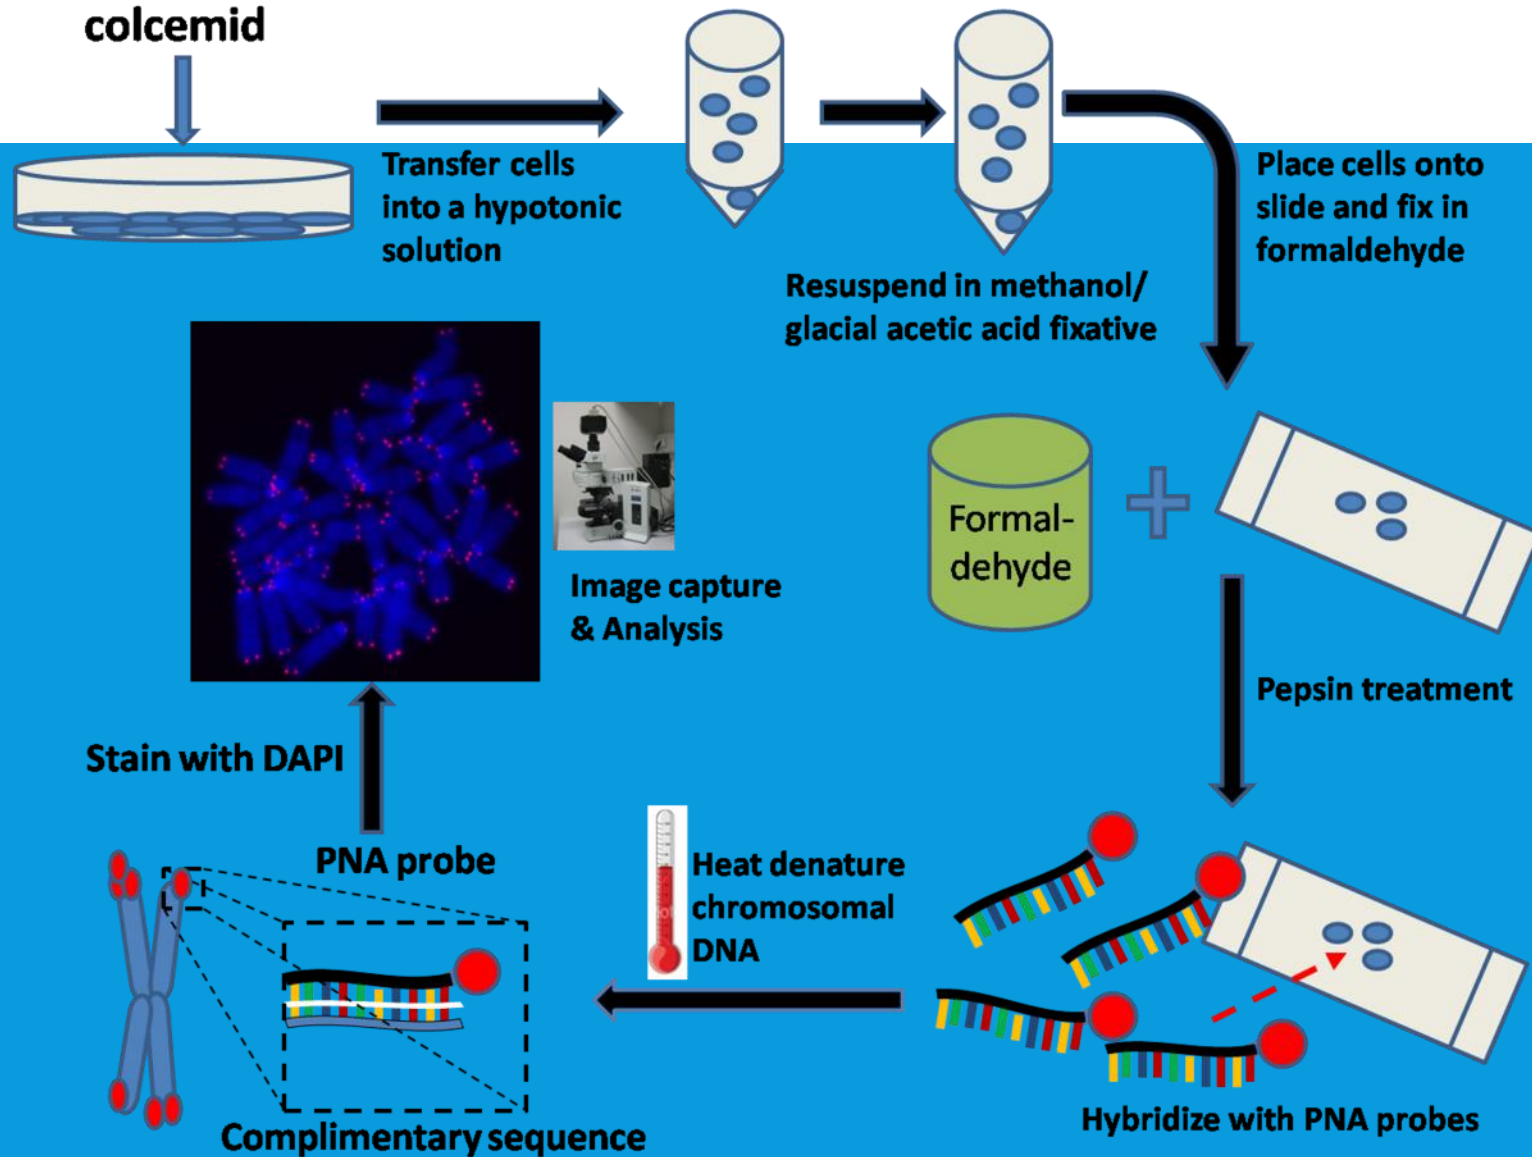 colcemid
Transfer cells
into a hypotonic
solution
Resuspend in methanol/
glacial acetic acid fixative
Place cells onto
slide and fix in
formaldehyde
Formal-
dehyde
Pepsin treatment
Hybridize with PNA probes
Heat denature
chromosomal
DNA
PNA probe
Complimentary sequence
Stain with DAPI
Image capture
& Analysis